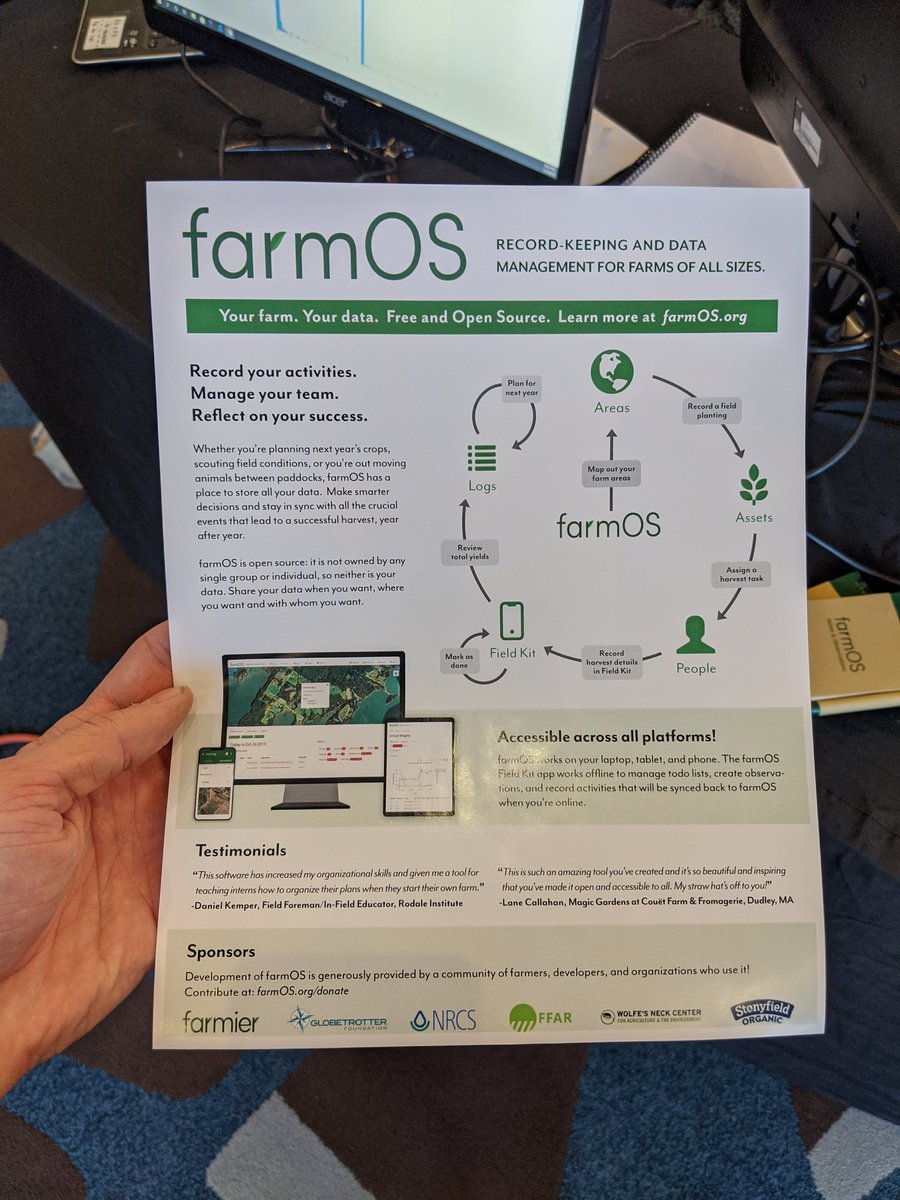 acer
farmOS
RECORD-KEEPING AND DATA
MANAGEMENT FOR FARMS OF ALL SIZES.
Your farm. Your data. Free and Open Source. Learn more at farmOS.org
Record your activities.
Manage your team.
Reflect on your success.
Whether you're planning next year's crops,
scouting field conditions, or you're out moving
animals between paddocks, farmOS has a
place to store all your data. Make smarter
decisions and stay in sync with all the crucial
events that lead to a successful harvest, year
after year.
farmOS is open source: it is not owned by any
single group or individual, so neither is your
data. Share your data when you want, where
you want and with whom you want.
Plan for
next year
Areas
Record a field
planting
Logs
Map out your
farm areas
Assets
farmOS
Review
total yields
Assign a
harvest task
Field Kit
Mark as
done
Record
harvest details
in Field Kit
People
farmOS
farmOS
Today is Oct 25 2019
Accessible across all platforms!
farmOS works on your laptop, tablet, and phone. The farmOS
Field Kit app works offline to manage todo lists, create observa-
tions, and record activities that will be synced back to farmOS
when you're online.
Testimonials
“This software has increased my organizational skills and given me a tool for
teaching interns how to organize their plans when they start their own farm.”
-Daniel Kemper, Field Foreman/In-Field Educator, Rodale Institute
“This is such an amazing tool you've created and it's so beautiful and inspiring
that you've made it open and accessible to all. My straw hat's off to you!”
-Lane Callahan, Magic Gardens at Couët Farm & Fromagerie, Dudley, MA
Sponsors
Development of farmOS is generously provided by a community of farmers, developers, and organizations who use it!
Contribute at: farmOS.org/donate
farmier
GLOBETROTTER
FOUNDATION
NRCS
FFAR
WOLFE'S NECK CENTER
FOR AGRICULTURE & THE ENVIRONMENT
Stonyfield
ORGANIC